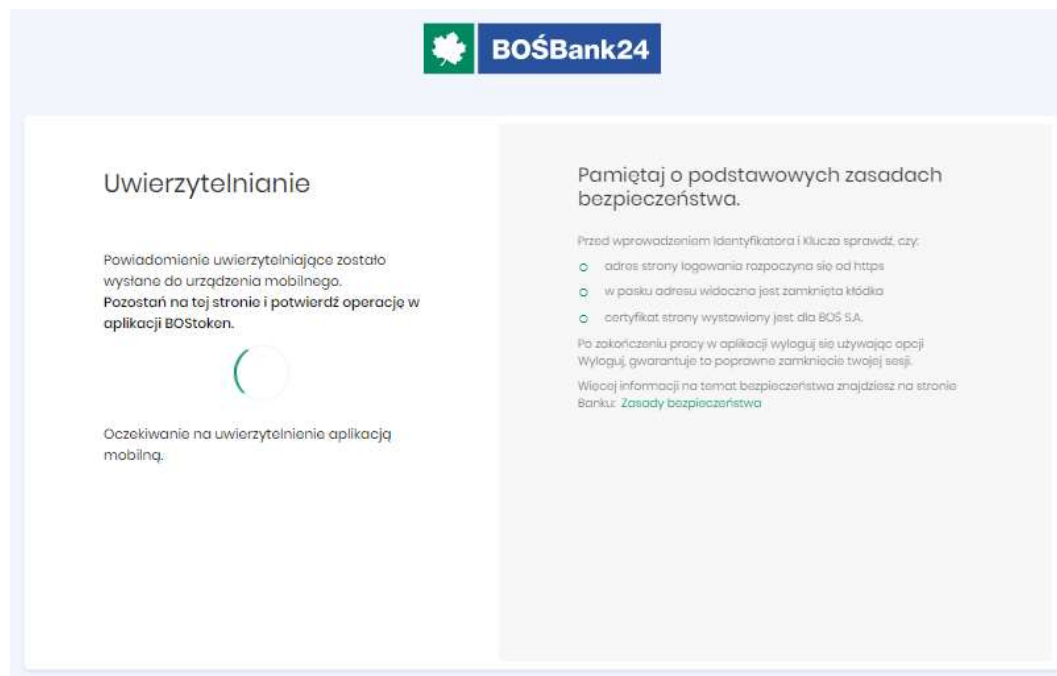 BOŚBank24
Uwierzytelnianie
Powiadomienie uwierzytelniające zostało
wysłane do urządzenia mobilnego.
Pozostań na tej stronie i potwierdź operację w
aplikacji BOStoken.
Oczekiwanie na uwierzytelnienie aplikacją
mobilną.
Pamiętaj o podstawowych zasadach
bezpieczeństwa.
Przed wprowadzeniem Identyfikatora i Klucza sprawdź, czy:
adres strony logowania rozpoczyna się od https
w pasku adresu widoczna jest zamknięta kłódka
certyfikat strony wystawiony jest dla BOŚ S.A.
Po zakończeniu pracy w aplikacji wyloguj się używając opcji
Wyloguj, gwarantuje to poprawne zamknięcie twojej sesji.
Więcej informacji na temat bezpieczeństwa znajdziesz na stronie
Banku: Zasady bezpieczeństwa